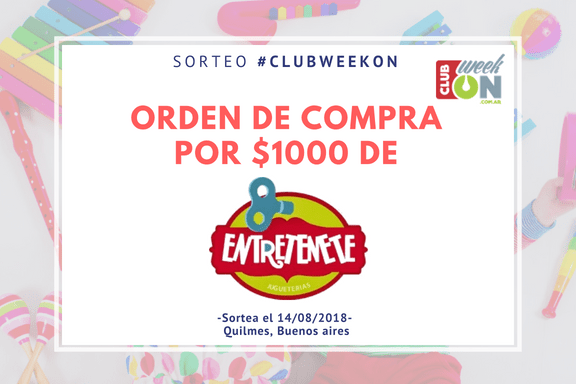 SORTEO #CLUBWEEKON
CLUB week ON
.COM.AR
ORDEN DE COMPRA
POR $1000 DE
ENTRETENETE
JUGUETERIAS
-Sortea el 14/08/2018-
Quilmes, Buenos aires